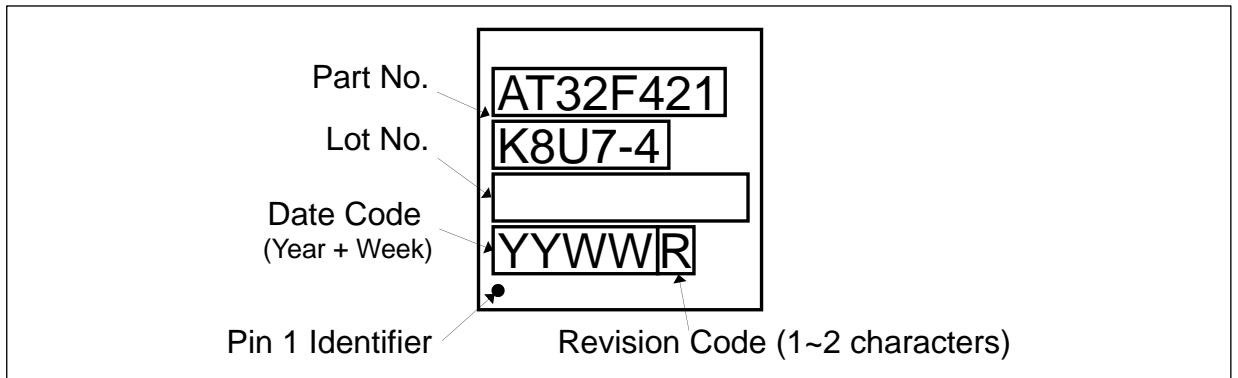 Part No.
AT32F421
Lot No.
K8U7-4
Date Code
(Year + Week)
YYWWR
Pin 1 Identifier
Revision Code (1~2 characters)